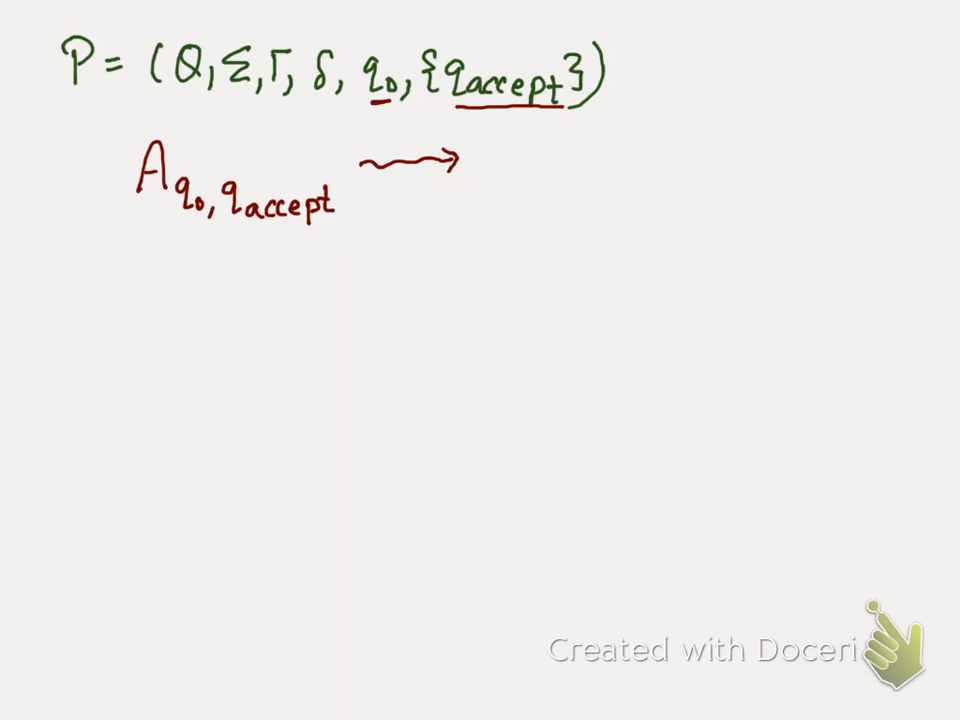 P = (Q, Σ, Γ, δ, q₀, {q_accept})
A_q₀, q_accept ⇝
Created with Doceri